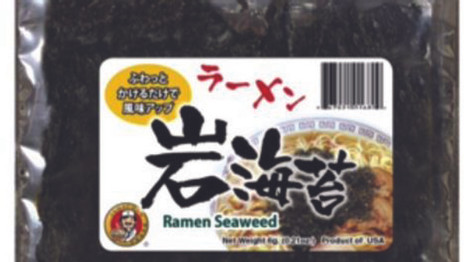 ふわっと
かけるだけで
風味アップ
ラーメン
岩海苔
Ramen Seaweed
Net Weight 6g. (0.21oz) Product of USA